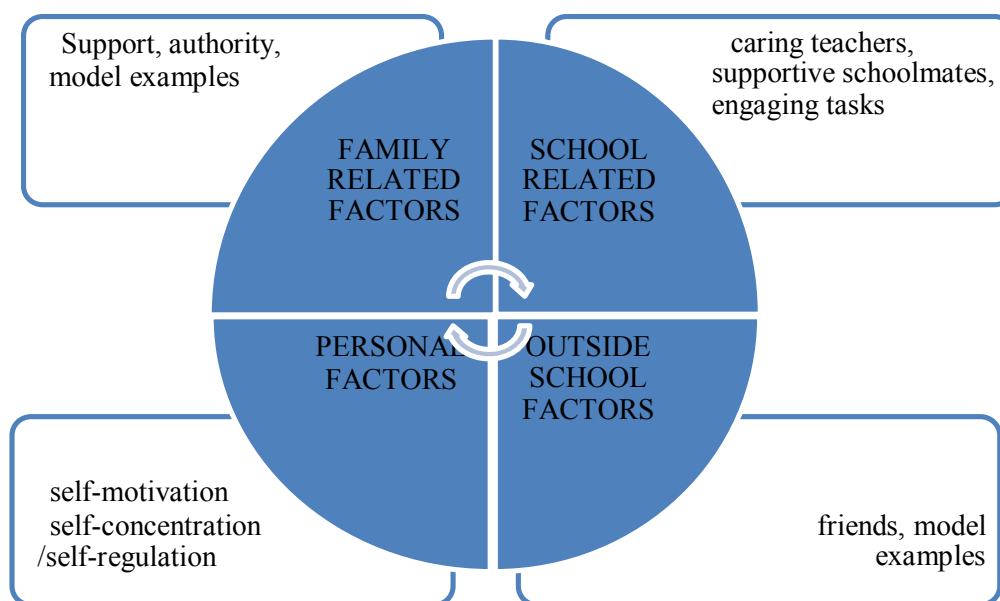 Support, authority,
model examples
caring teachers,
supportive schoolmates,
engaging tasks
FAMILY
RELATED
FACTORS
SCHOOL
RELATED
FACTORS
PERSONAL
FACTORS
OUTSIDE
SCHOOL
FACTORS
self-motivation
self-concentration
/self-regulation
friends, model
examples